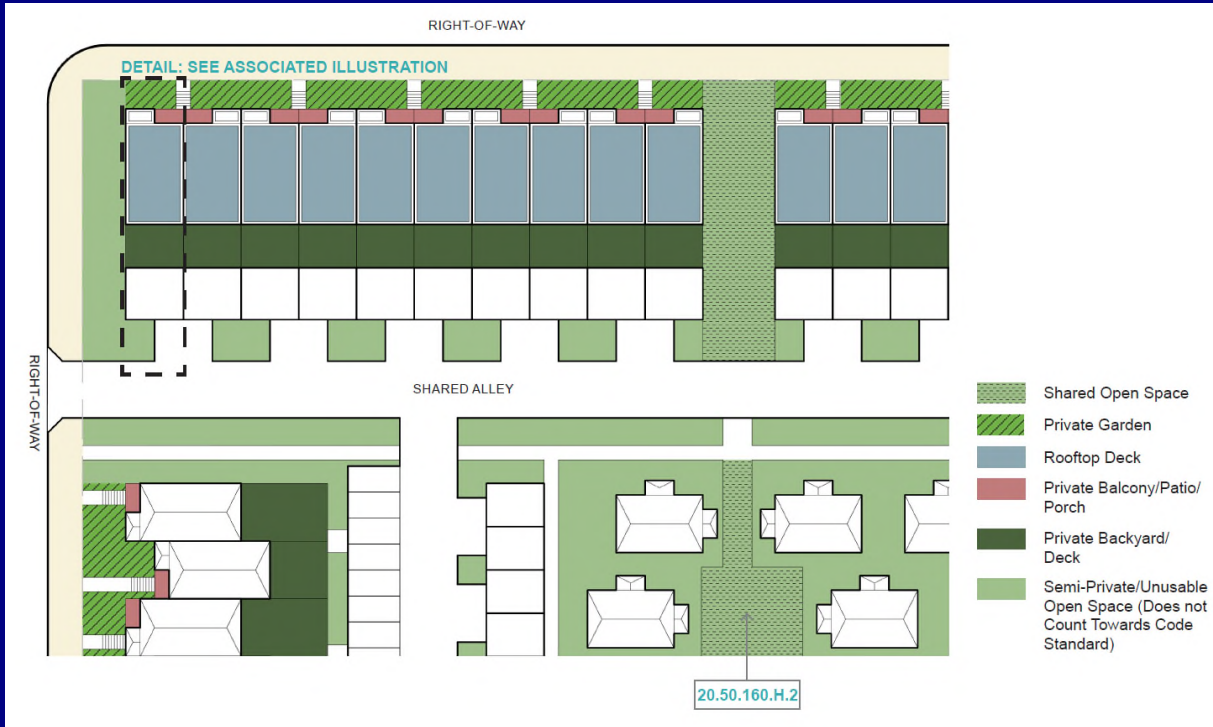 RIGHT-OF-WAY
DETAIL: SEE ASSOCIATED ILLUSTRATION
RIGHT-OF-WAY
SHARED ALLEY
Shared Open Space
Private Garden
Rooftop Deck
Private Balcony/Patio/
Porch
Private Backyard/
Deck
Semi-Private/Unusable
Open Space (Does not
Count Towards Code
Standard)
20.50.160.H.2